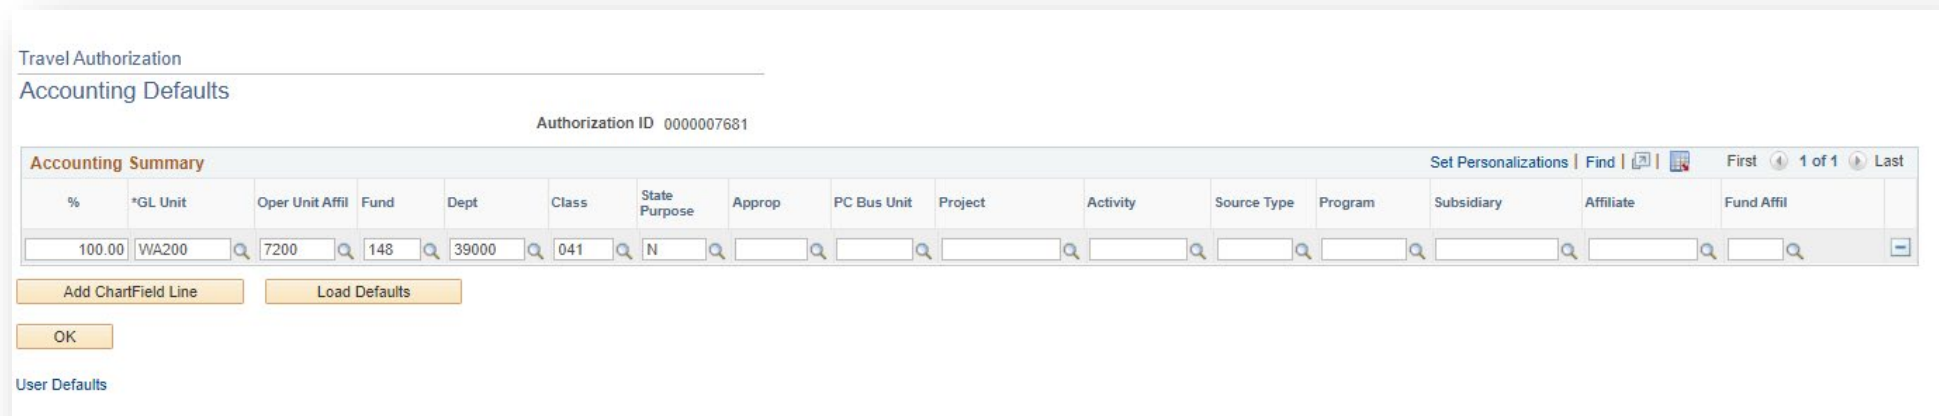 Travel Authorization
Accounting Defaults
Authorization ID 0000007681
Accounting Summary Set Personalizations | Find | | First 1 of 1 Last
% *GL Unit Oper Unit Affil Fund Dept Class State Purpose Approp PC Bus Unit Project Activity Source Type Program Subsidiary Affiliate Fund Affil
100.00 WA200 7200 148 39000 041 N
Add ChartField Line Load Defaults
OK
User Defaults